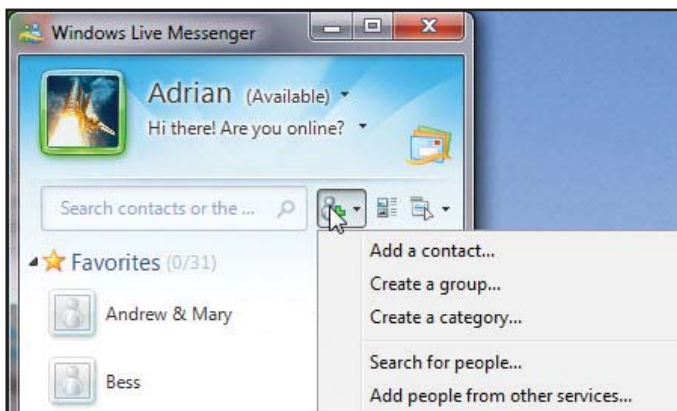 Windows Live Messenger
Adrian (Available)
Hi there! Are you online?
Search contacts or the ...
Favorites (0/31)
Andrew & Mary
Bess
Add a contact...
Create a group...
Create a category...
Search for people...
Add people from other services...